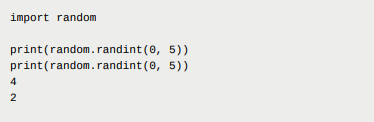 import random
print(random.randint(0, 5))
print(random.randint(0, 5))
4
2